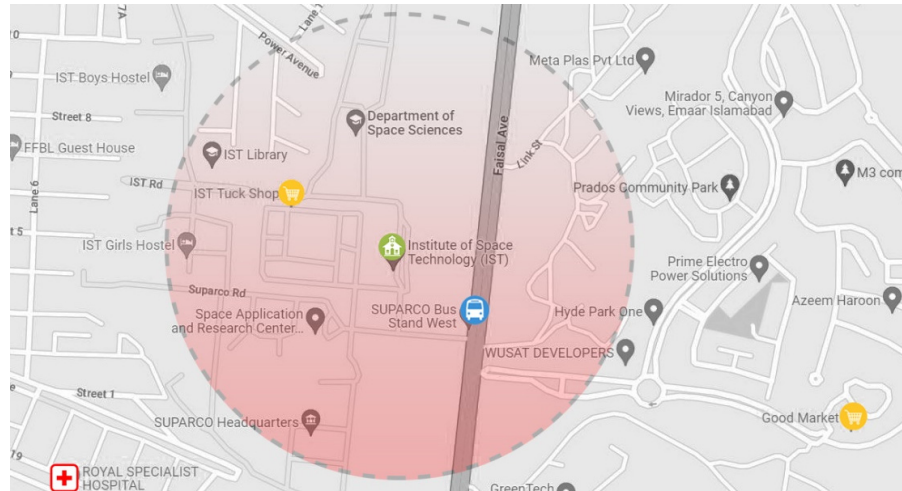 7A
Lane
Power Avenue
Meta Plas Pvt Ltd
IST Boys Hostel
Mirador 5, Canyon
Views, Emaar Islamabad
Street 8
Department of
Space Sciences
Faisal Ave
Link St
FFBL Guest House
IST Library
M3 com
IST Rd
IST Tuck Shop
Prados Community Park
Lane 6
t 5
IST Girls Hostel
Institute of Space
Technology (IST)
Prime Electro
Power Solutions
Suparco Rd
Azeem Haroon
Space Application
and Research Center...
SUPARCO Bus
Stand West
Hyde Park One
WUSAT DEVELOPERS
Street 1
SUPARCO Headquarters
Good Market
19
ROYAL SPECIALIST
HOSPITAL
GreenTech